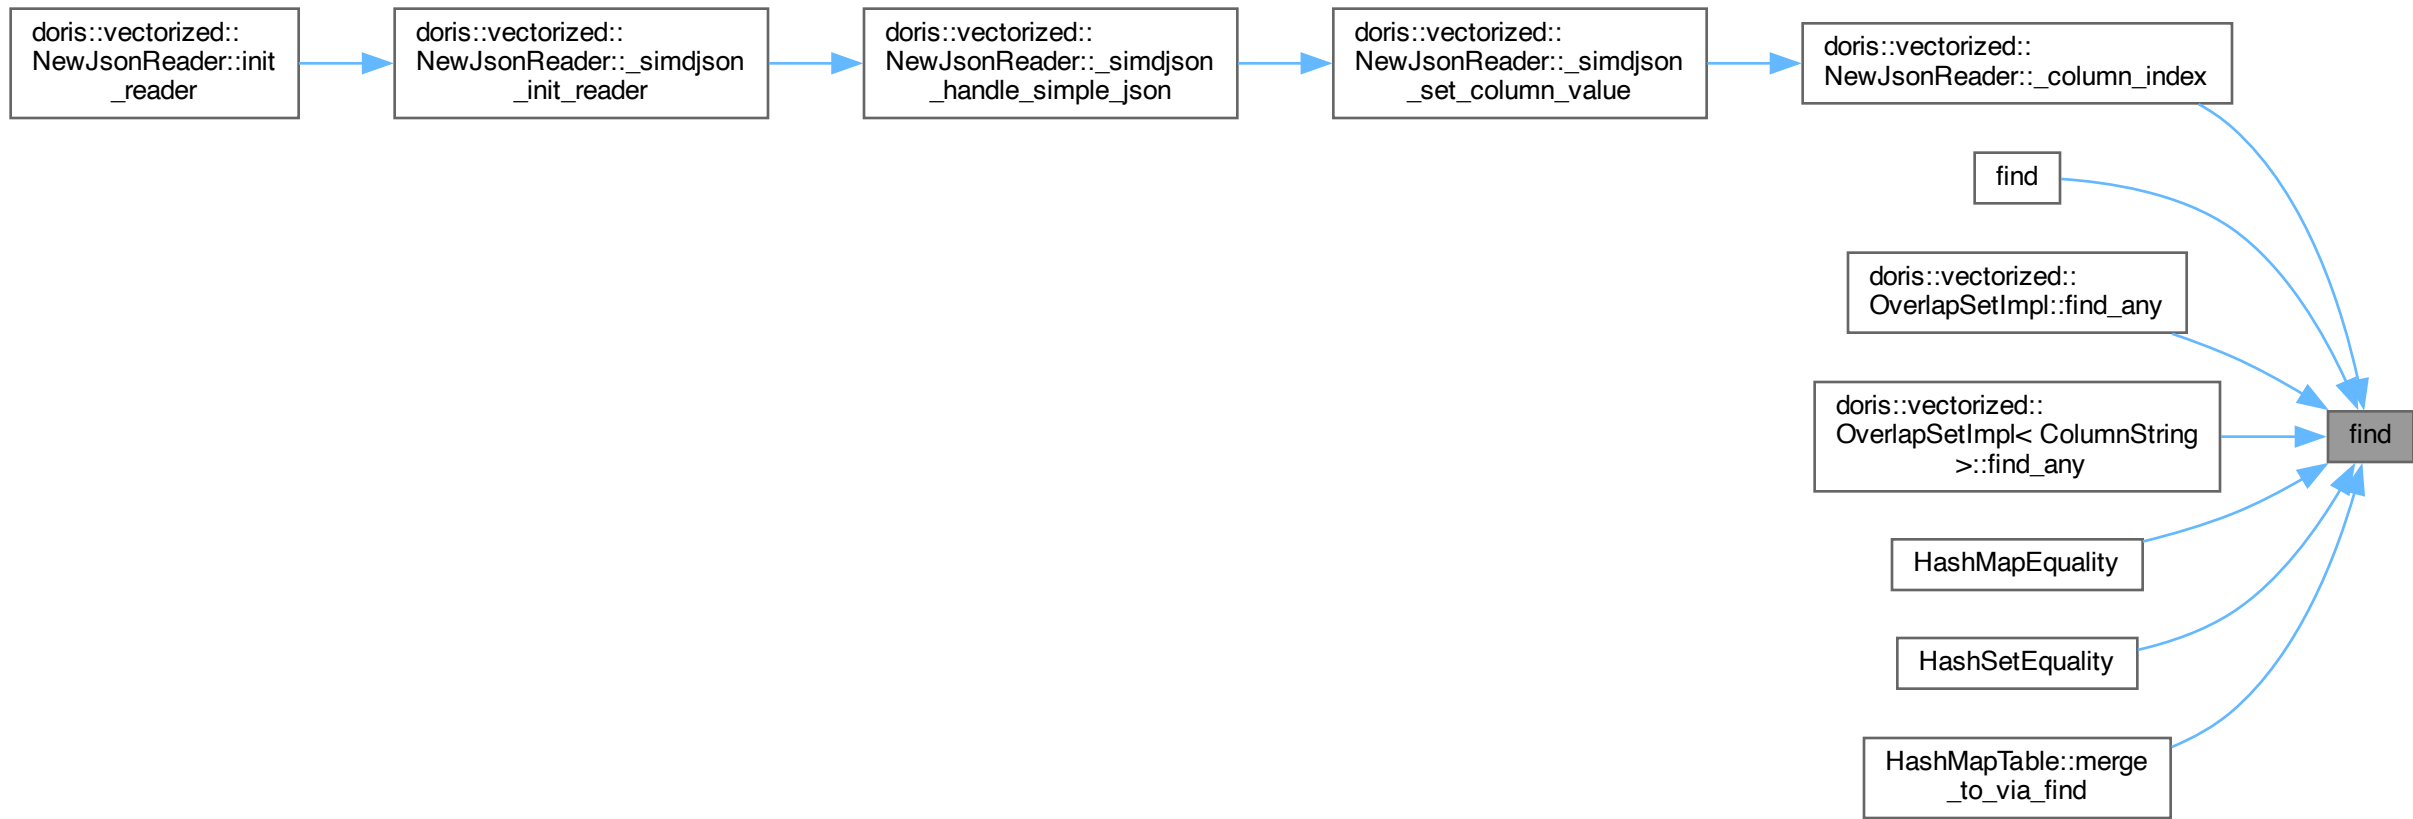 doris::vectorized::
NewJsonReader::init
_reader
doris::vectorized::
NewJsonReader::_simdjson
_init_reader
doris::vectorized::
NewJsonReader::_simdjson
_handle_simple_json
doris::vectorized::
NewJsonReader::_simdjson
_set_column_value
doris::vectorized::
NewJsonReader::_column_index
find
doris::vectorized::
OverlapSetImpl::find_any
doris::vectorized::
OverlapSetImpl< ColumnString
>::find_any
find
HashMapEquality
HashSetEquality
HashMapTable::merge
_to_via_find